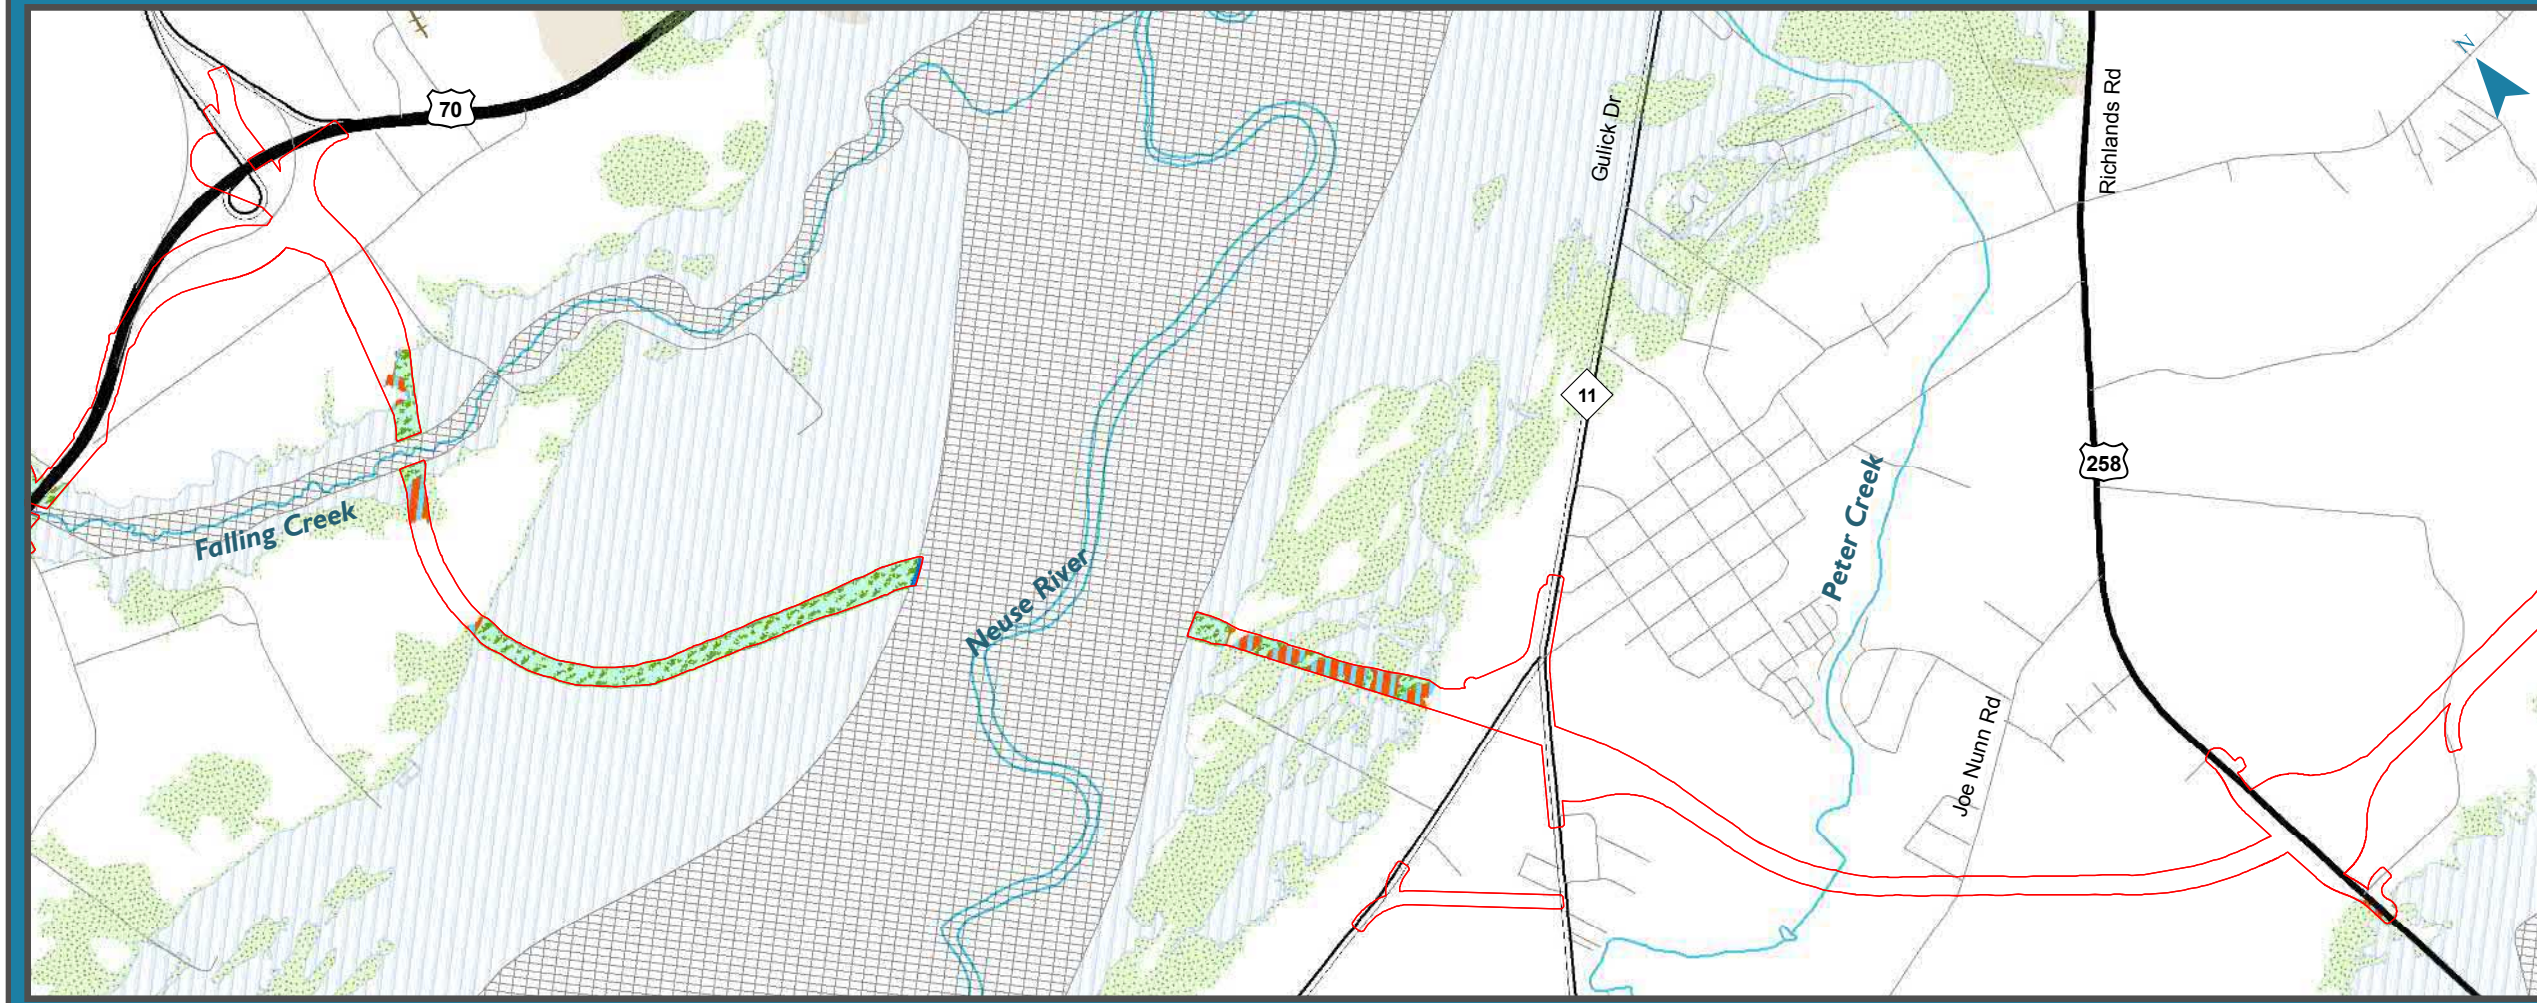 N
70
Gulick Dr
Richlands Rd
11
258
Falling Creek
Peter Creek
Neuse River
Joe Nunn Rd